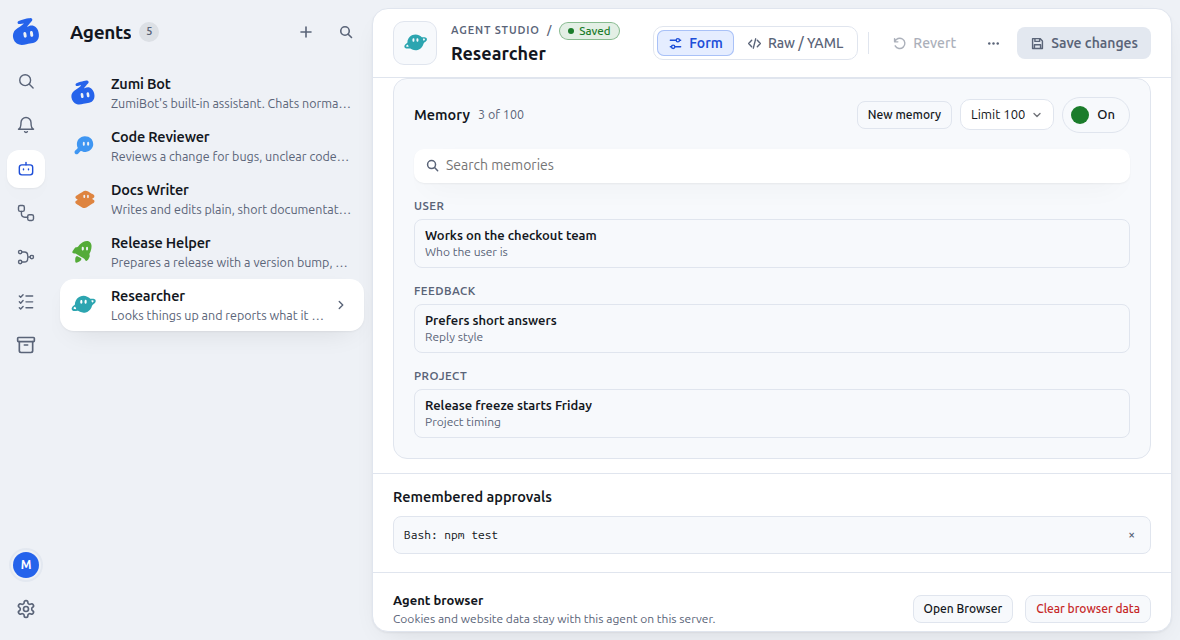 Agents 5
Zumi Bot
ZumiBot's built-in assistant. Chats norma…
Code Reviewer
Reviews a change for bugs, unclear code…
Docs Writer
Writes and edits plain, short documentat…
Release Helper
Prepares a release with a version bump, …
Researcher
Looks things up and reports what it …
M
AGENT STUDIO / Saved
Researcher
Form
Raw / YAML
Revert
Save changes
Memory 3 of 100
New memory
Limit 100
On
Search memories
USER
Works on the checkout team
Who the user is
FEEDBACK
Prefers short answers
Reply style
PROJECT
Release freeze starts Friday
Project timing
Remembered approvals
Bash: npm test
Agent browser
Cookies and website data stay with this agent on this server.
Open Browser
Clear browser data